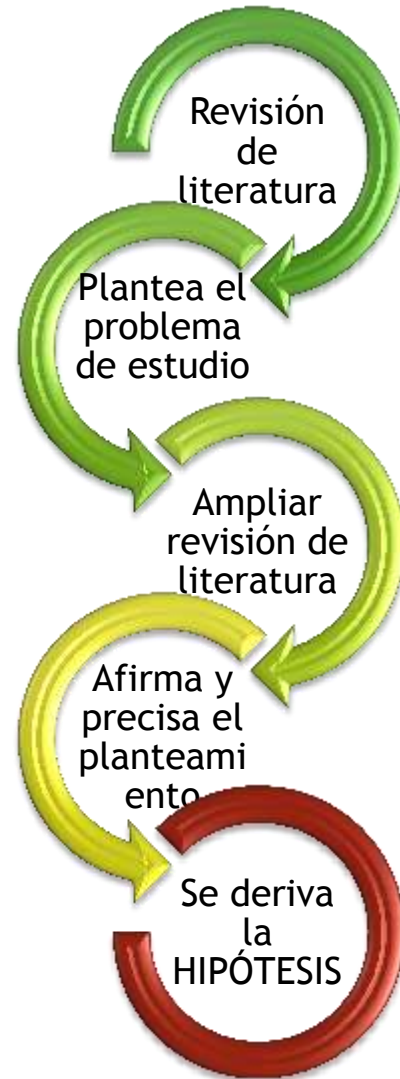 Revisión
de
literatura
Plantea el
problema
de estudio
Ampliar
revisión de
literatura
Afirma y
precisa el
planteami
ento
Se deriva
la
HIPÓTESIS